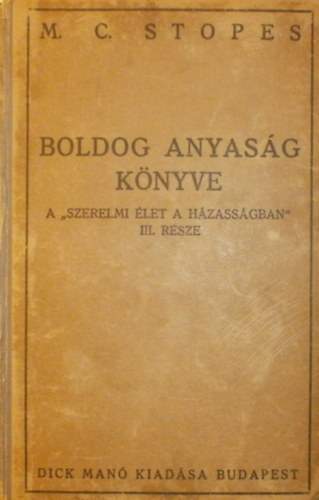 M. C. STOPES
BOLDOG ANYASÁG
KÖNYVE
A „SZERELMI ÉLET A HÁZASSÁGBAN"
III. RÉSZE
DICK MANÓ KIADÁSA BUDAPEST